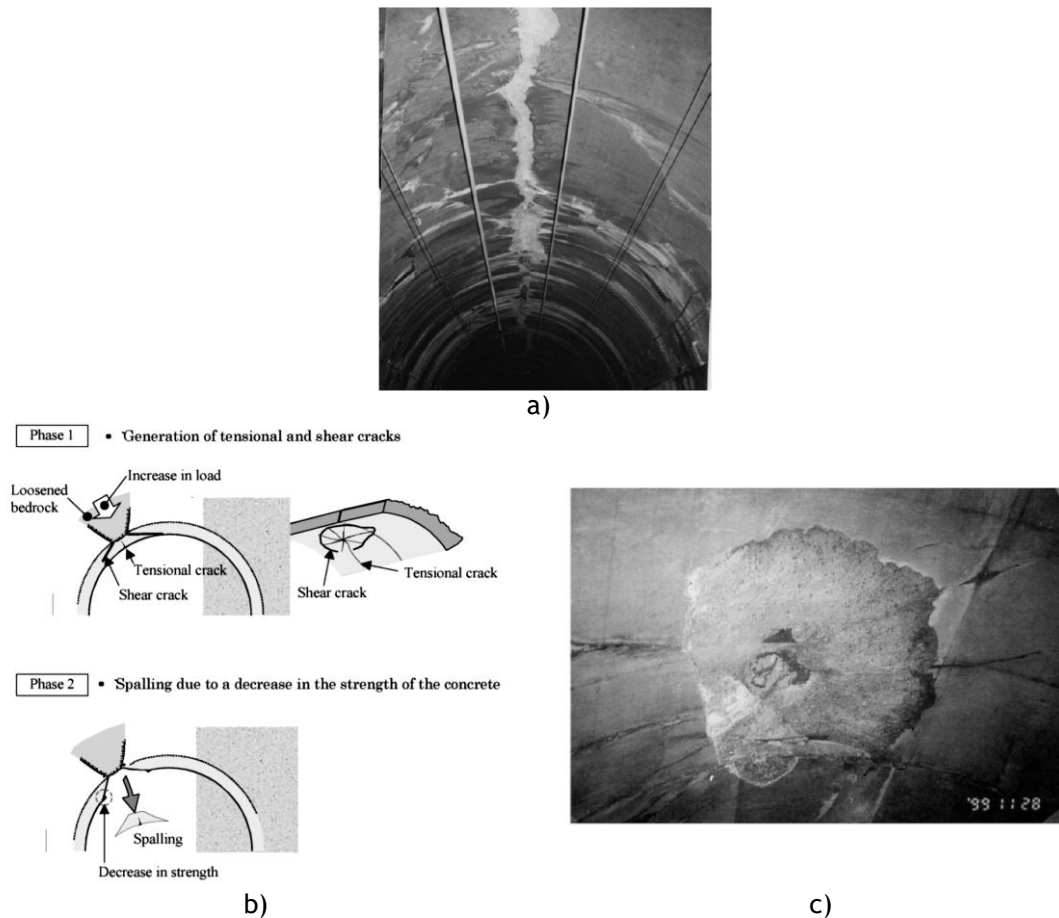 a)
Phase 1 • Generation of tensional and shear cracks
Increase in load
Loosened
bedrock
Tensional crack
Shear crack
Shear crack
Tensional crack
Phase 2 • Spalling due to a decrease in the strength of the concrete
Spalling
Decrease in strength
b)
'99 11 28
c)